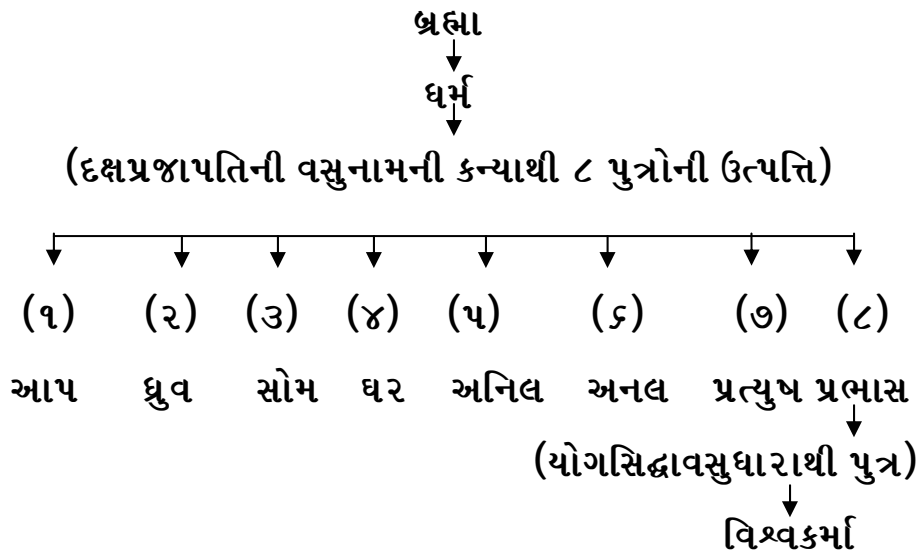 બ્રહ્મા
ધર્મ
(દક્ષપ્રજાપતિની વસુનામની કન્યાથી ૮ પુત્રોની ઉત્પત્તિ)
(૧) (૨) (૩) (૪) (૫) (૬) (૭) (૮)
આપ ધ્રુવ સોમ ઘર અનિલ અનલ પ્રત્યુષ પ્રભાસ
(યોગસિદ્ઘાવસુધારાથી પુત્ર)
વિશ્વકર્મા